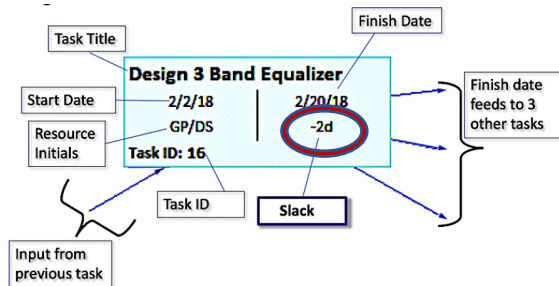 Task Title
Finish Date
Design 3 Band Equalizer
Start Date
2/2/18
2/20/18
Finish date
feeds to 3
other tasks
Resource
Initials
GP/DS
-2d
Task ID: 16
Task ID
Slack
Input from
previous task